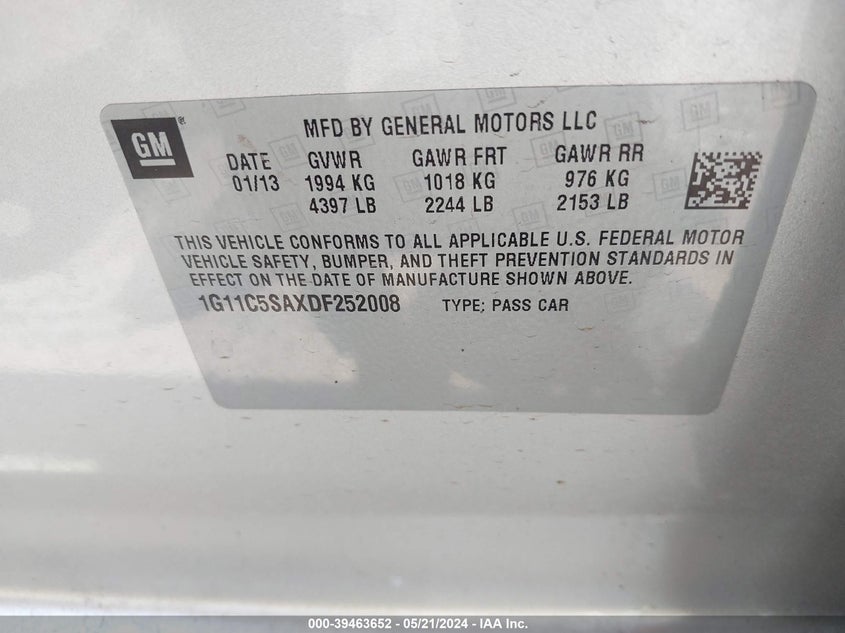 GM
MFD BY GENERAL MOTORS LLC
DATE GVWR GAWR FRT GAWR RR
01/13 1994 KG 1018 KG 976 KG
4397 LB 2244 LB 2153 LB
THIS VEHICLE CONFORMS TO ALL APPLICABLE U.S. FEDERAL MOTOR
VEHICLE SAFETY, BUMPER, AND THEFT PREVENTION STANDARDS IN
EFFECT ON THE DATE OF MANUFACTURE SHOWN ABOVE.
1G11C5SAXDF252008 TYPE; PASS CAR
000-39463652 / 05/21/2024 - IAA Inc.